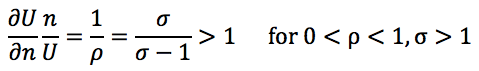 ∂U/∂n n/U = 1/ρ = σ/(σ − 1) > 1 for 0 < ρ < 1, σ > 1